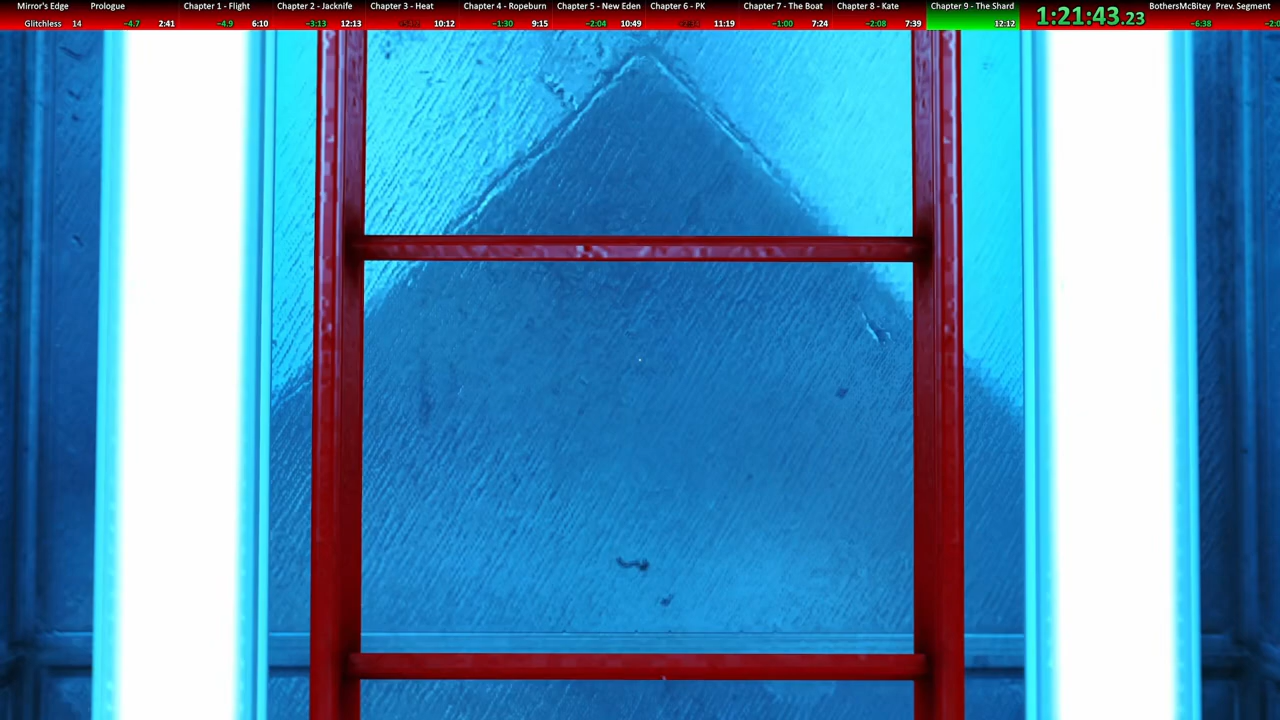 Mirror's Edge Prologue Chapter 1 - Flight Chapter 2 - Jacknife Chapter 3 - Heat Chapter 4 - Ropeburn Chapter 5 - New Eden Chapter 6 - PK Chapter 7 - The Boat Chapter 8 - Kate Chapter 9 - The Shard 1:21:43.23 BothersMcBitey Prev. Segment
Glitchless 14 −4.7 2:41 −4.9 6:10 −3:13 12:13 10:12 −1:30 9:15 −2:04 10:49 11:19 −1:00 7:24 −2:08 7:39 12:12 −6:38